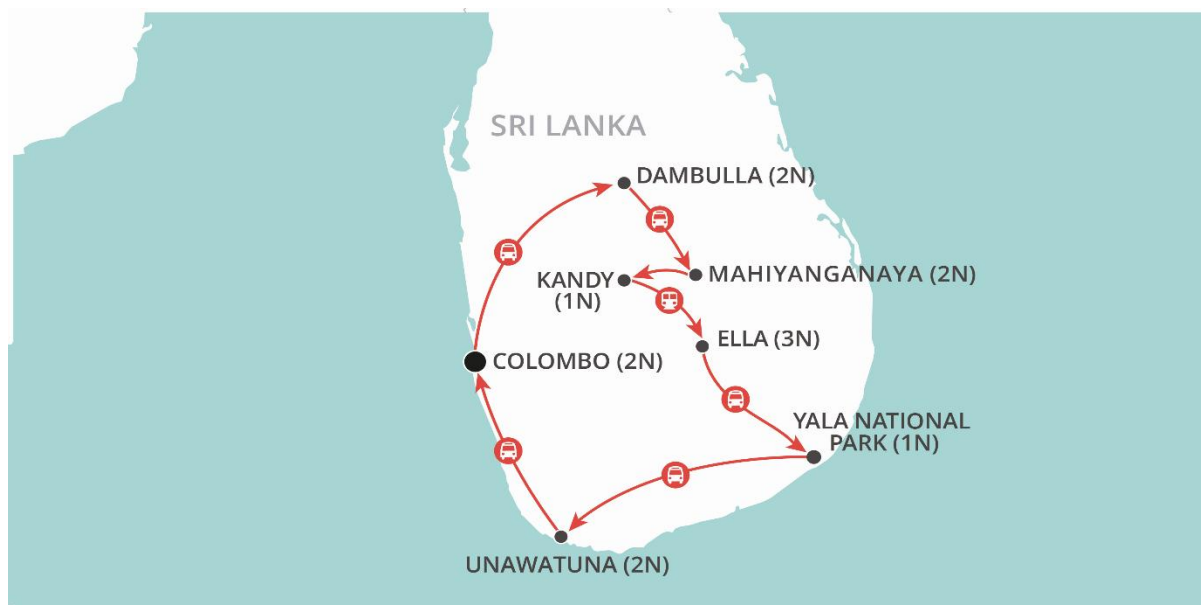 SRI LANKA
DAMBULLA (2N)
MAHIYANGANAYA (2N)
KANDY
(1N)
ELLA (3N)
COLOMBO (2N)
YALA NATIONAL
PARK (1N)
UNAWATUNA (2N)